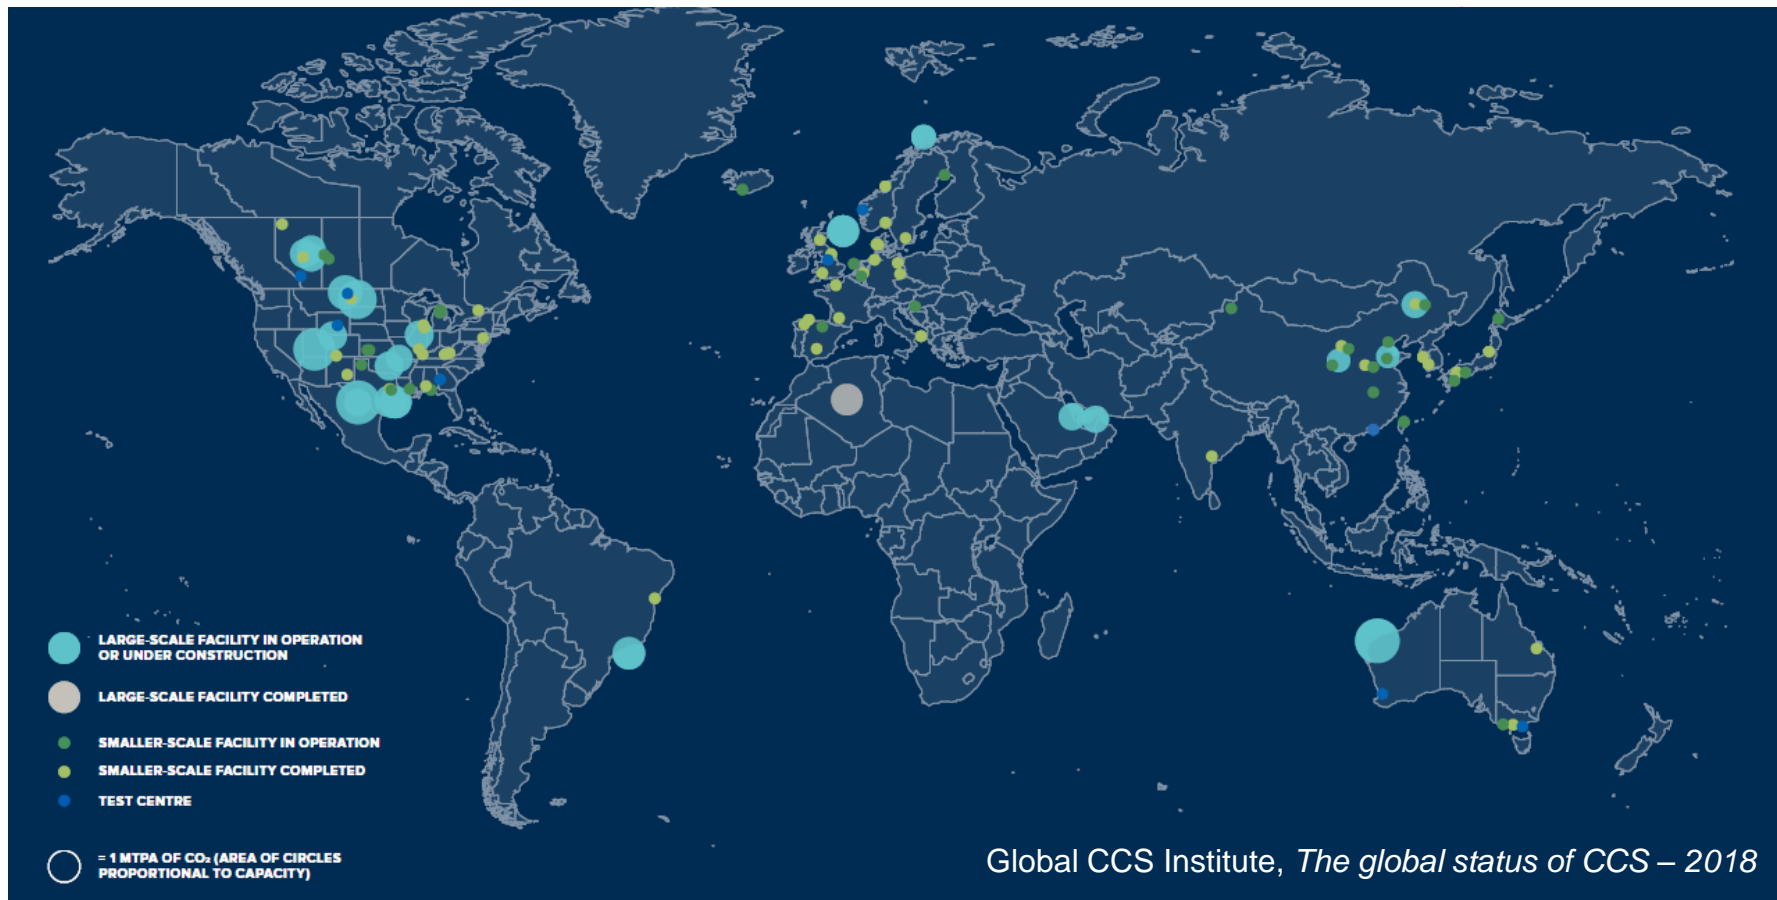 LARGE-SCALE FACILITY IN OPERATION
OR UNDER CONSTRUCTION
LARGE-SCALE FACILITY COMPLETED
SMALLER-SCALE FACILITY IN OPERATION
SMALLER-SCALE FACILITY COMPLETED
TEST CENTRE
= 1 MTPA OF CO₂ (AREA OF CIRCLES
PROPORTIONAL TO CAPACITY)
Global CCS Institute, The global status of CCS – 2018